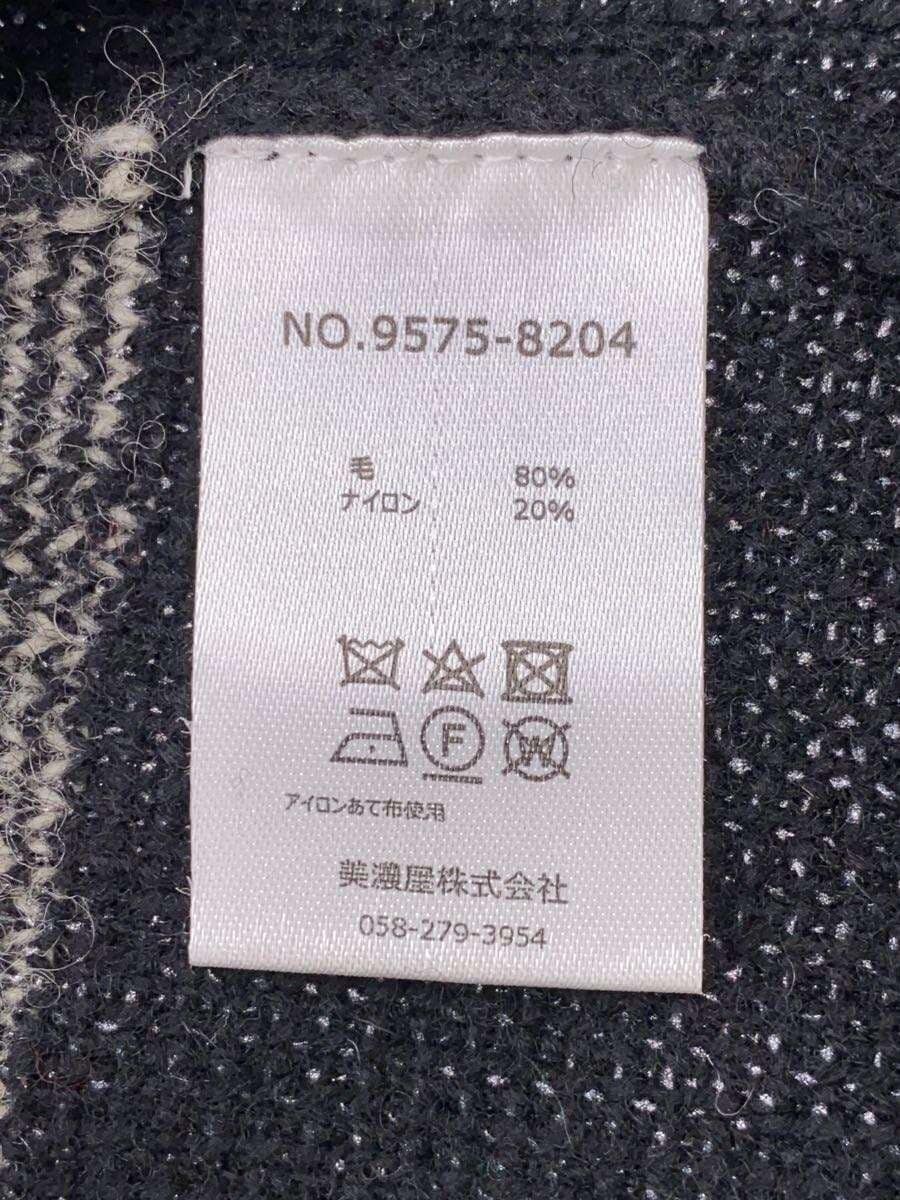 NO.9575-8204
毛 80%
ナイロン 20%
F W
アイロンあて布使用
美濃屋株式会社
058-279-3954